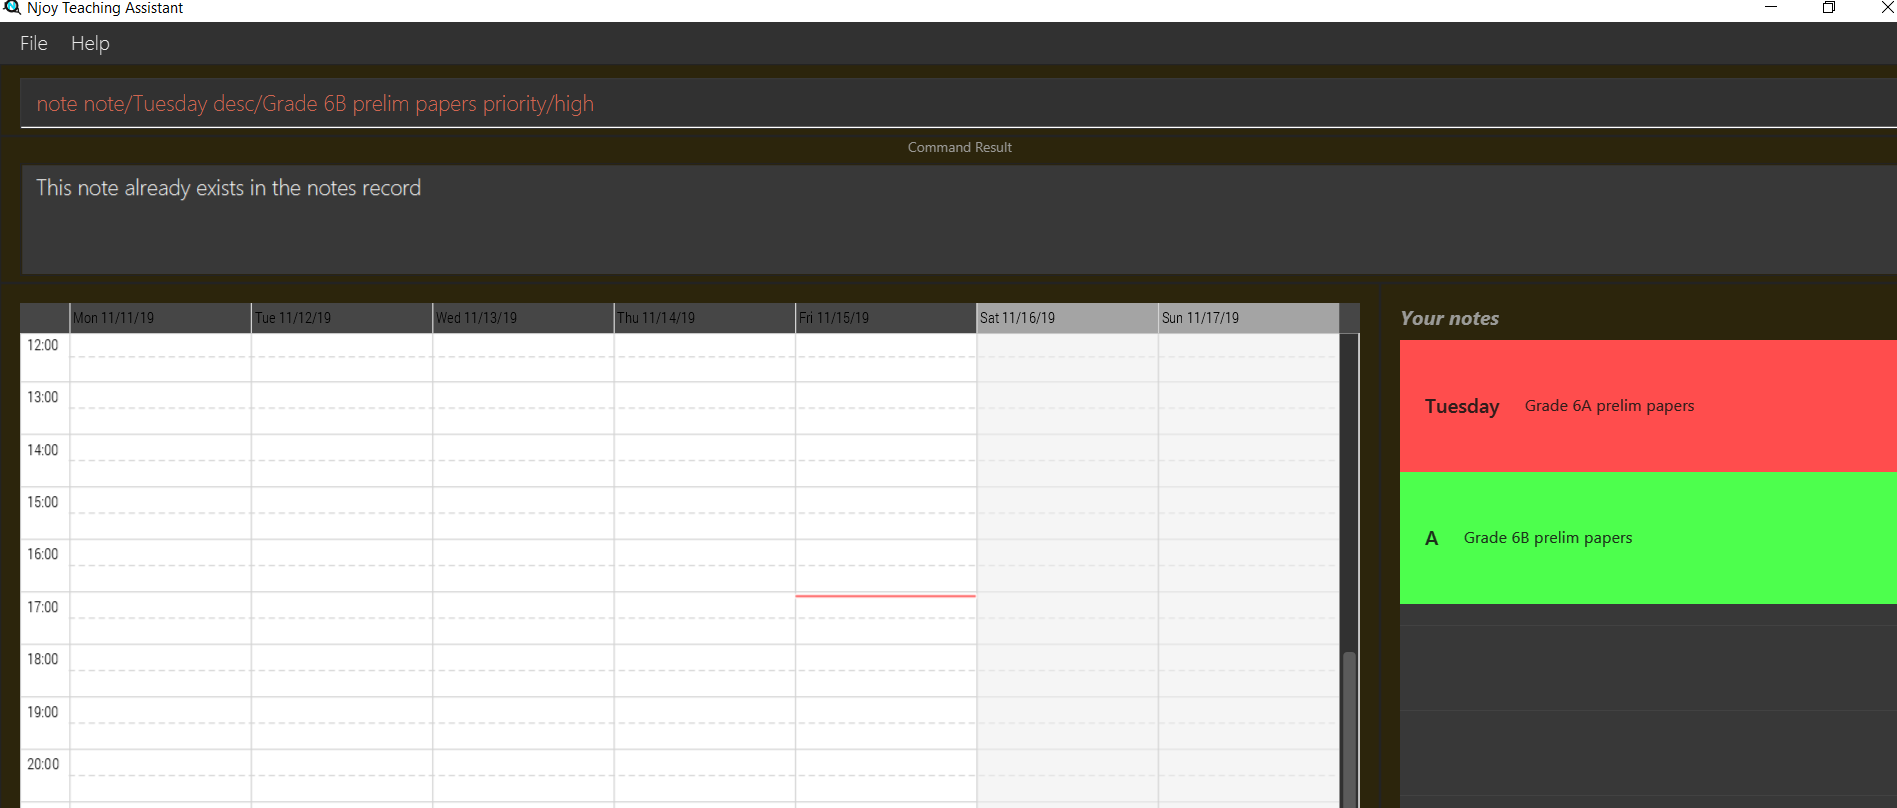 Njoy Teaching Assistant
File Help
note note/Tuesday desc/Grade 6B prelim papers priority/high
Command Result
This note already exists in the notes record
Mon 11/11/19 Tue 11/12/19 Wed 11/13/19 Thu 11/14/19 Fri 11/15/19 Sat 11/16/19 Sun 11/17/19
12:00
13:00
14:00
15:00
16:00
17:00
18:00
19:00
20:00
Your notes
Tuesday Grade 6A prelim papers
A Grade 6B prelim papers